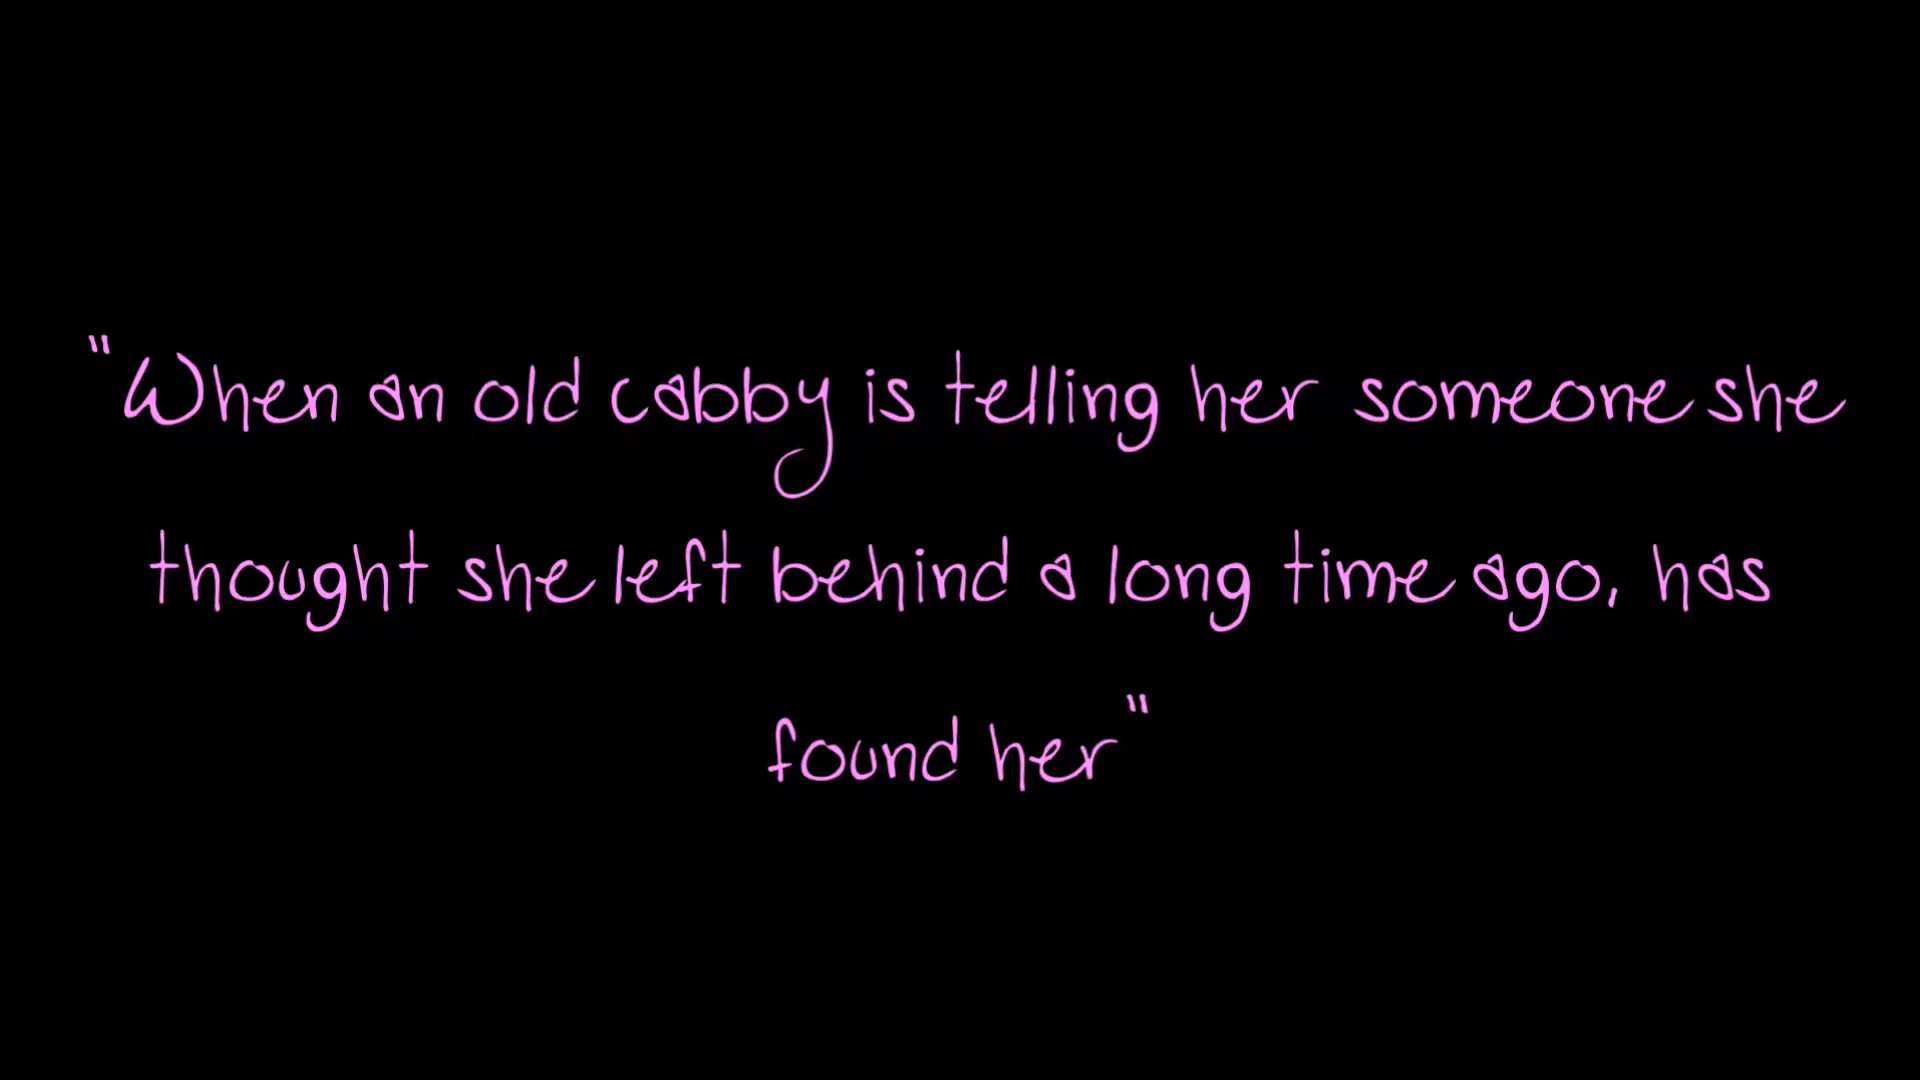 "When an old cabby is telling her someone she
thought she left behind a long time ago, has
found her"